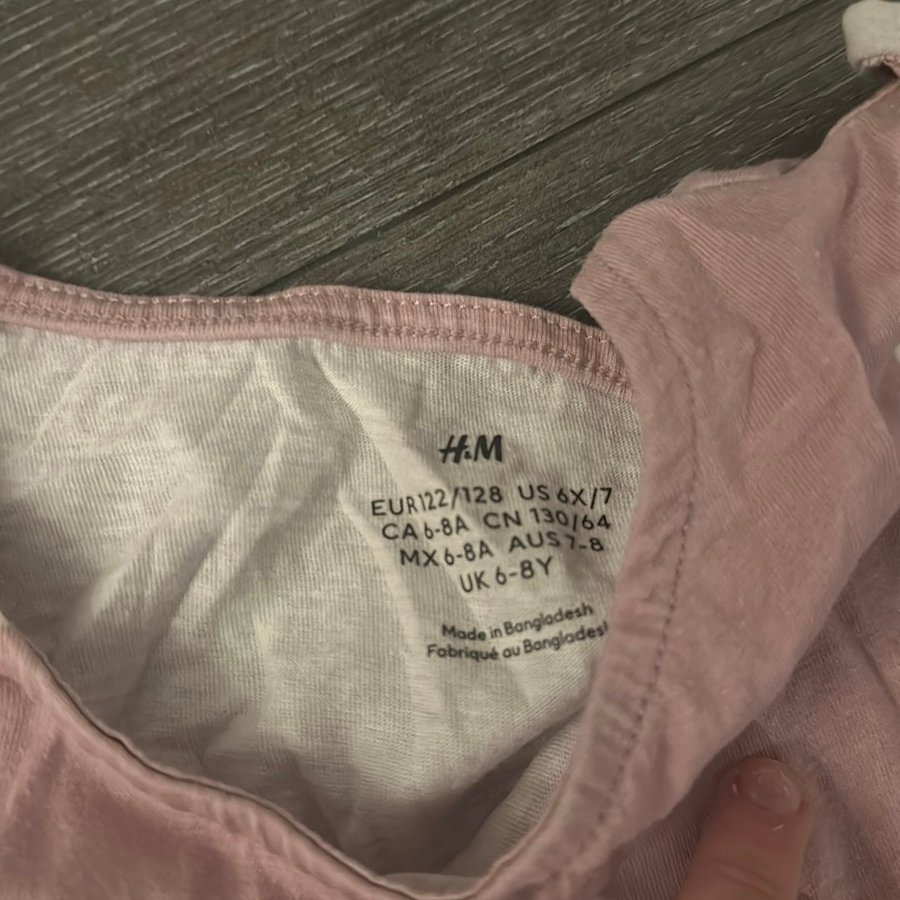 H&M
EUR122/128 US 6X/7
CA 6-8A CN 130/64
MX 6-8A AUS 7-8
UK 6-8Y
Made in Bangladesh
Fabriqué au Bangladesh